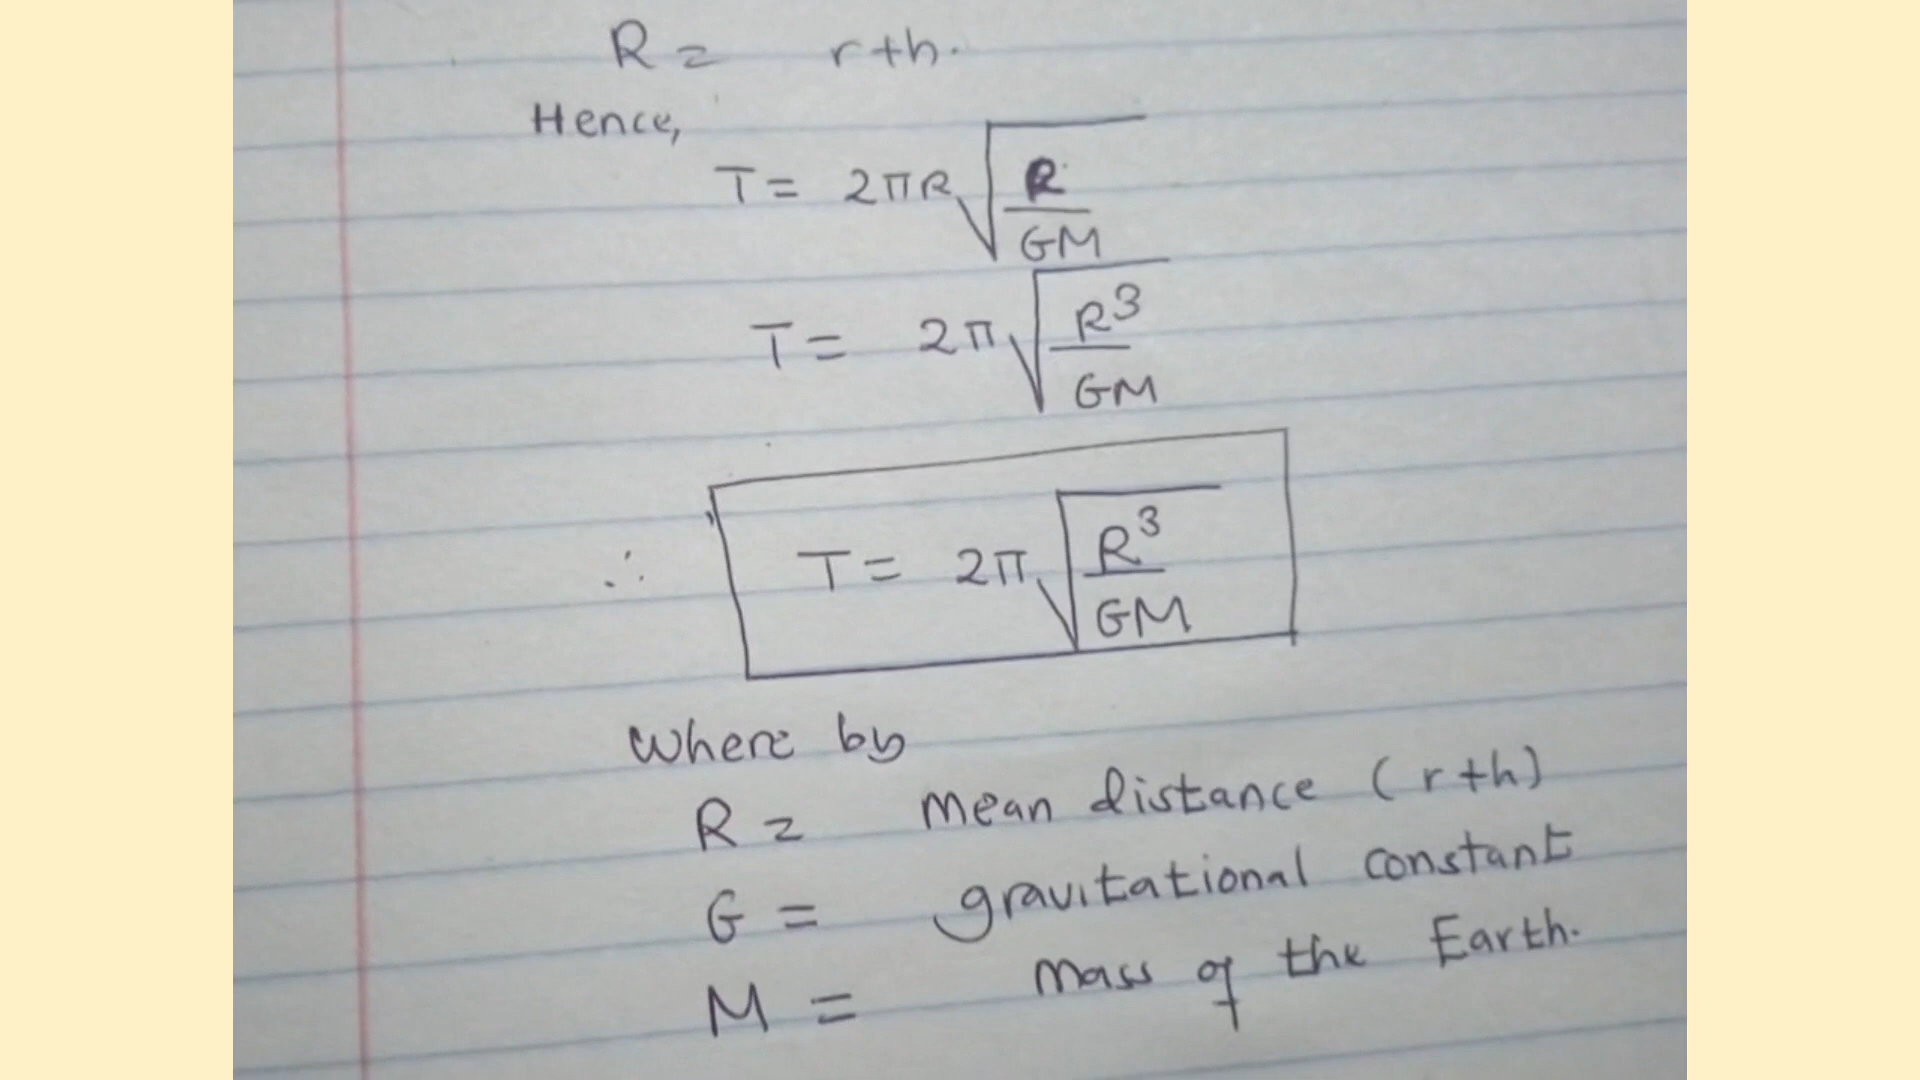 R = r+h.
Hence,
T = 2πR√(R/GM)
T = 2π√(R³/GM)
∴ T = 2π√(R³/GM)
Where by
R = Mean distance (r+h)
G = gravitational constant
M = Mass of the Earth.